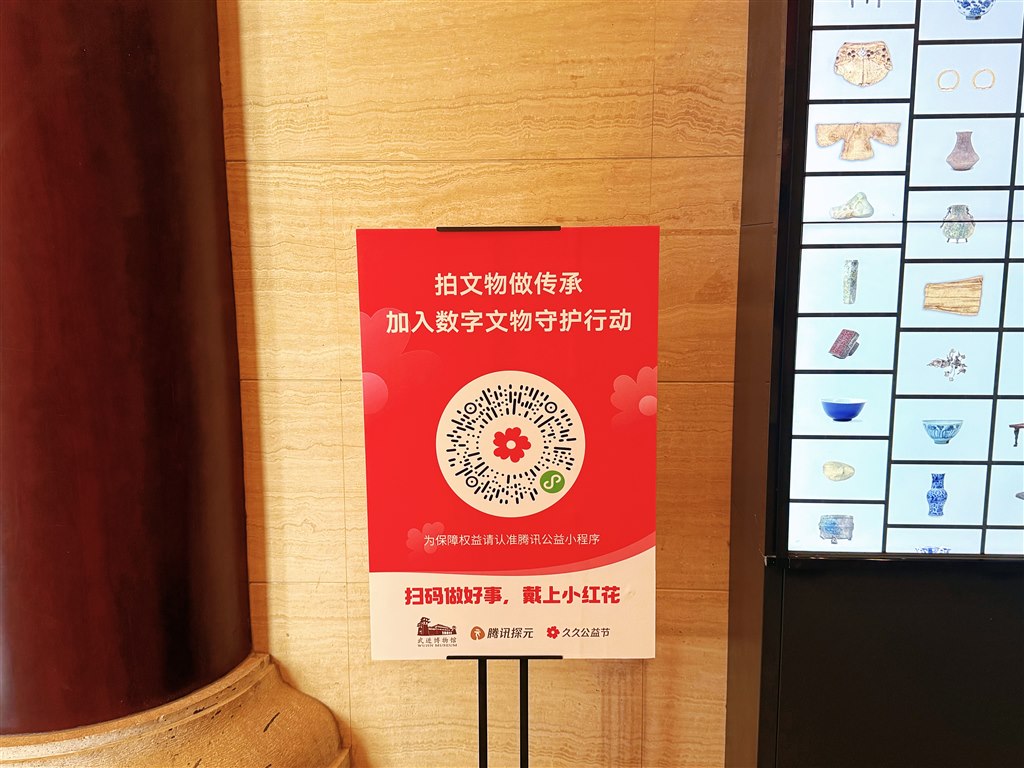 拍文物做传承
加入数字文物守护行动
为保障权益请认准腾讯公益小程序
扫码做好事，戴上小红花
武进博物馆
WUJIN MUSEUM
腾讯探元
久久公益节